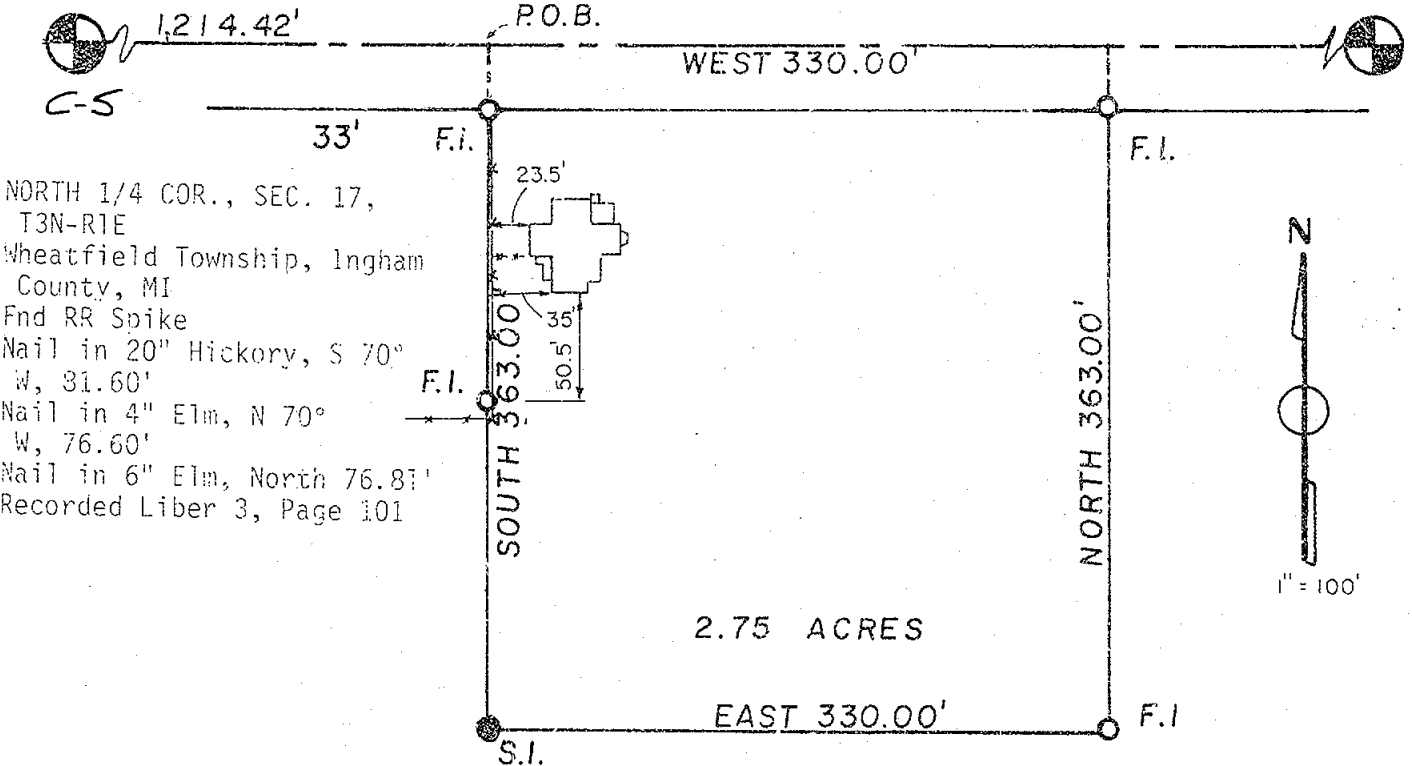 1,214.42'
P.O.B.
WEST 330.00'
C-5
33'
F.I.
F.I.
23.5'
NORTH 1/4 COR., SEC. 17,
T3N-R1E
Wheatfield Township, Ingham
County, MI
Fnd RR Spike
Nail in 20" Hickory, S 70°
W, 81.60'
Nail in 4" Elm, N 70°
W, 76.60'
Nail in 6" Elm, North 76.81'
Recorded Liber 3, Page 101
35'
50.5'
F.I.
SOUTH 363.00'
NORTH 363.00'
N
1" = 100'
2.75 ACRES
EAST 330.00'
F.I
S.I.